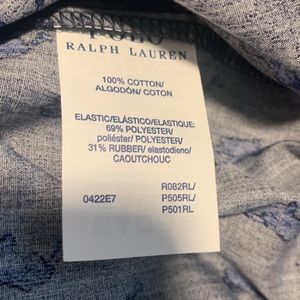 POLO
RALPH LAUREN
100% COTTON/
ALGODÓN/ COTON
ELASTIC/ELÁSTICO/ELASTIQUE:
69% POLYESTER/
poliéster/ POLYESTER/
31% RUBBER/ elastodieno/
CAOUTCHOUC
R082RL/
0422E7 P505RL/
P501RL